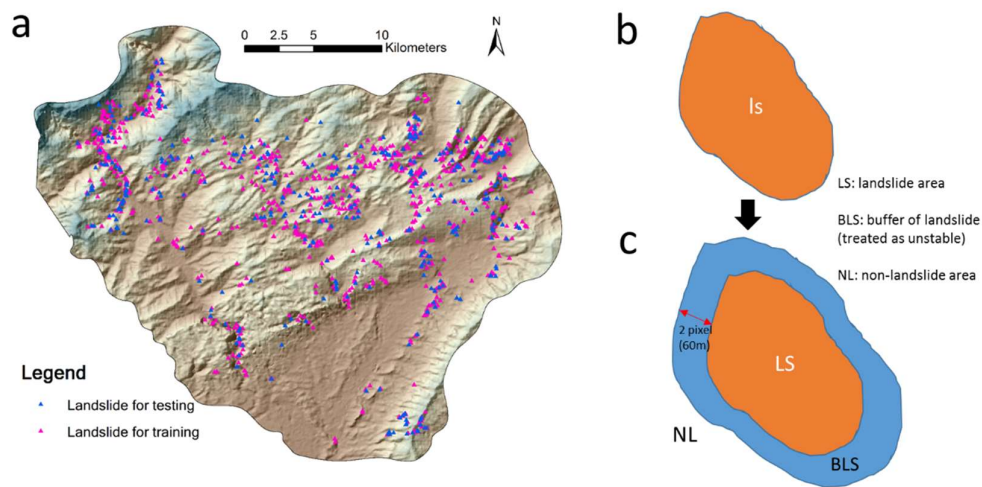 a
0 2.5 5 10
Kilometers
N
Legend
Landslide for testing
Landslide for training
b
ls
LS: landslide area
BLS: buffer of landslide
(treated as unstable)
NL: non-landslide area
c
2 pixel
(60m)
LS
NL
BLS